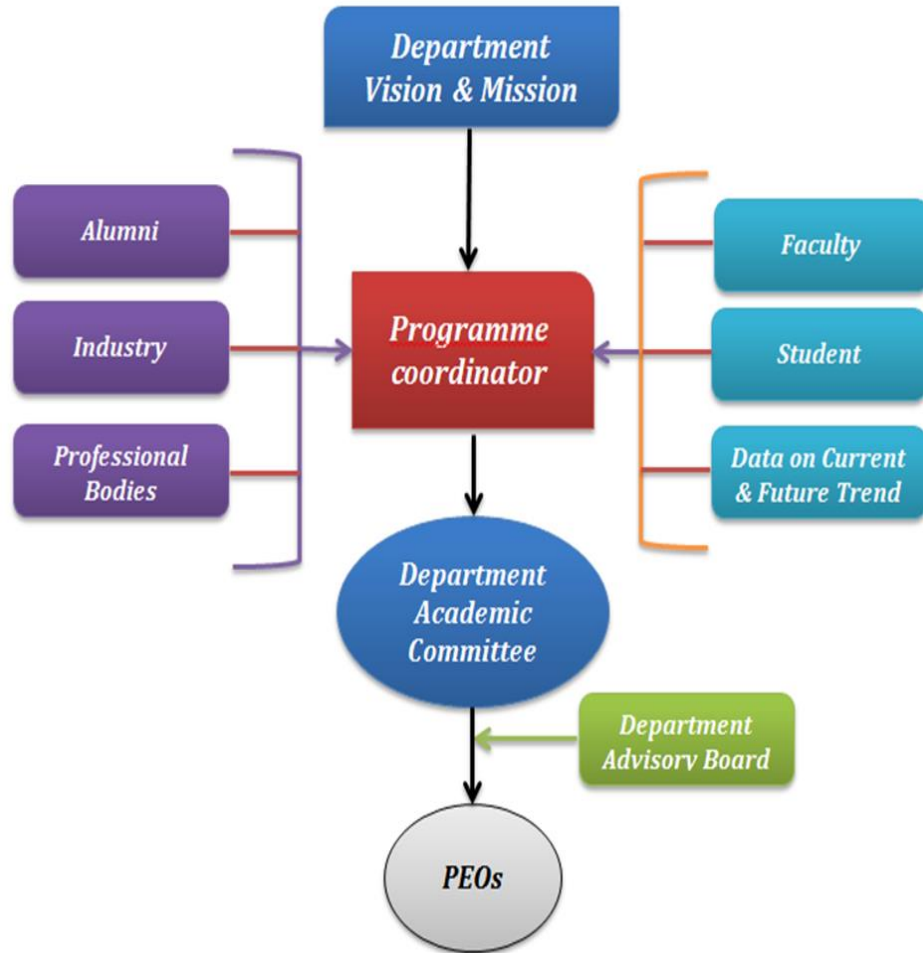 Department
Vision & Mission
Alumni
Faculty
Industry
Programme
coordinator
Student
Professional
Bodies
Data on Current
& Future Trend
Department
Academic
Committee
Department
Advisory Board
PEOs